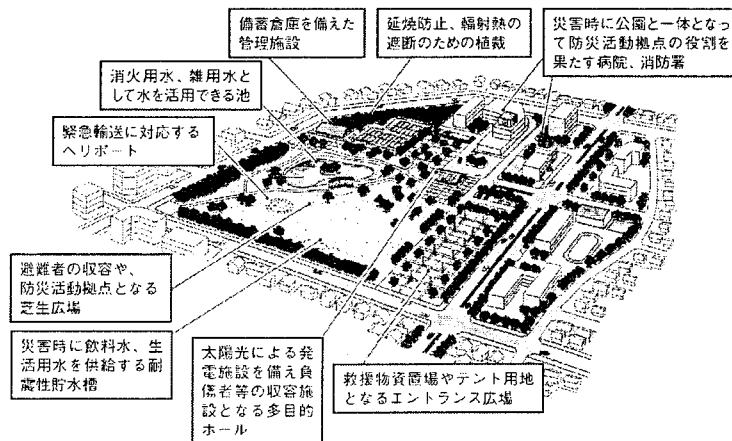 備蓄倉庫を備えた
管理施設
延焼防止、輻射熱の
遮断のための植栽
災害時に公園と一体となっ
て防災活動拠点の役割を
果たす病院、消防署
消火用水、雑用水と
して水を活用できる池
緊急輸送に対応する
ヘリポート
避難者の収容や、
防災活動拠点となる
芝生広場
災害時に飲料水、生
活用水を供給する耐
震性貯水槽
太陽光による発
電施設を備え負
傷者等の収容施
設となる多目的
ホール
救援物資置場やテント用地
となるエントランス広場